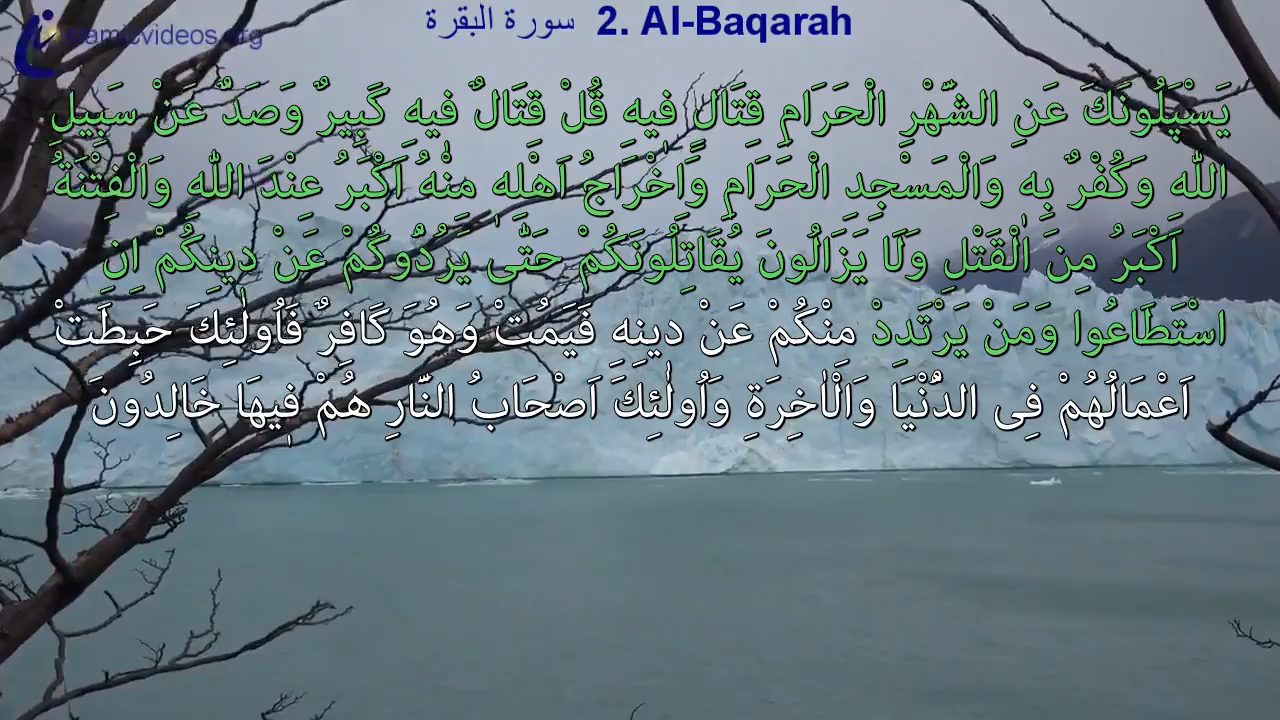 islamicvideos.org
سورة البقرة 2. Al-Baqarah
يَسْـَٔلُونَكَ عَنِ الشَّهْرِ الْحَرَامِ قِتَالٍ فٖيهِ قُلْ قِتَالٌ فٖيهِ كَبٖيرٌ وَصَدٌّ عَنْ سَبٖيلِ
اللّٰهِ وَكُفْرٌ بِهٖ وَالْمَسْجِدِ الْحَرَامِ وَاِخْرَاجُ اَهْلِهٖ مِنْهُ اَكْبَرُ عِنْدَ اللّٰهِ وَالْفِتْنَةُ
اَكْبَرُ مِنَ الْقَتْلِ وَلَا يَزَالُونَ يُقَاتِلُونَكُمْ حَتّٰى يَرُدُّوكُمْ عَنْ دٖينِكُمْ اِنِ
اسْتَطَاعُوا وَمَنْ يَرْتَدِدْ مِنْكُمْ عَنْ دٖينِهٖ فَيَمُتْ وَهُوَ كَافِرٌ فَاُولٰئِكَ حَبِطَتْ
اَعْمَالُهُمْ فِى الدُّنْيَا وَالْاٰخِرَةِ وَاُولٰئِكَ اَصْحَابُ النَّارِ هُمْ فٖيهَا خَالِدُونَ